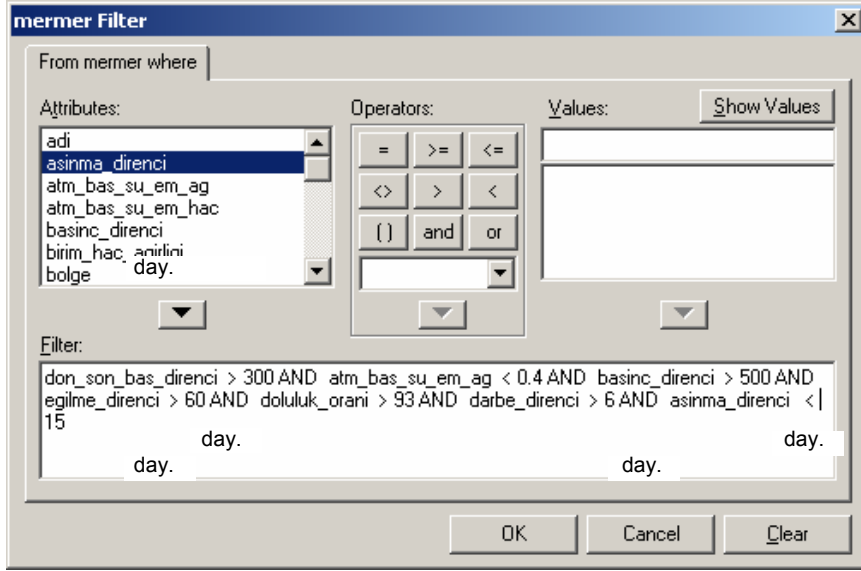 mermer Filter
From mermer where
Attributes:
Operators:
Values:
Show Values
adi
asinma_direnci
atm_bas_su_em_ag
atm_bas_su_em_hac
basinc_direnci
birim_hac_agirligi
bolge
day.
= >= <=
<> > <
() and or
Filter:
don_son_bas_direnci > 300 AND atm_bas_su_em_ag < 0.4 AND basinc_direnci > 500 AND
egilme_direnci > 60 AND doluluk_orani > 93 AND darbe_direnci > 6 AND asinma_direnci <
15
day. day.
day. day.
OK Cancel Clear